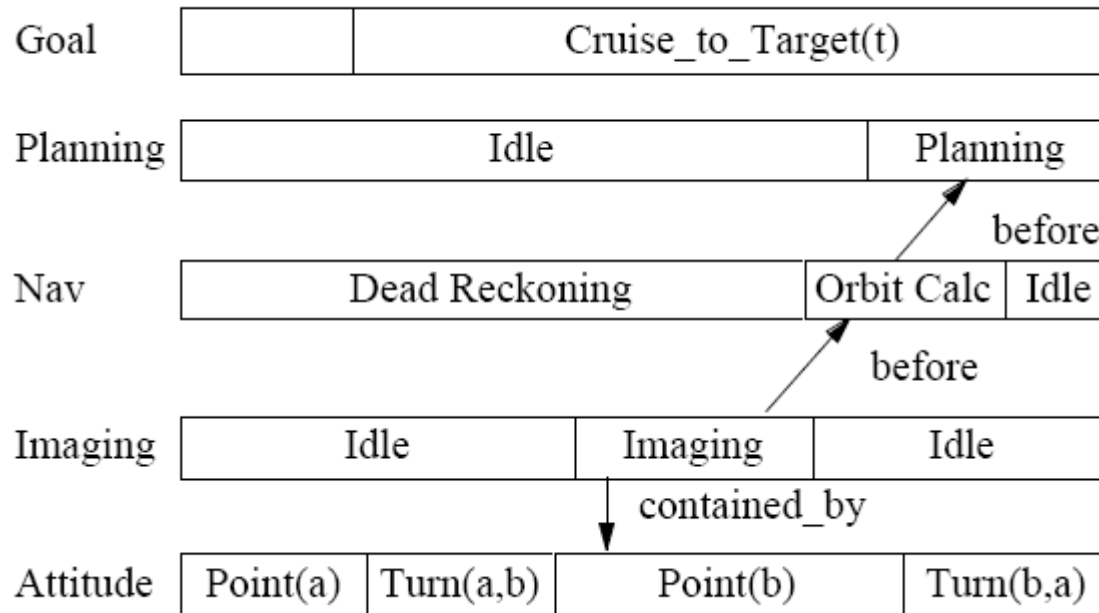 Goal Cruise_to_Target(t)
Planning Idle Planning
before
Nav Dead Reckoning Orbit Calc Idle
before
Imaging Idle Imaging Idle
contained_by
Attitude Point(a) Turn(a,b) Point(b) Turn(b,a)